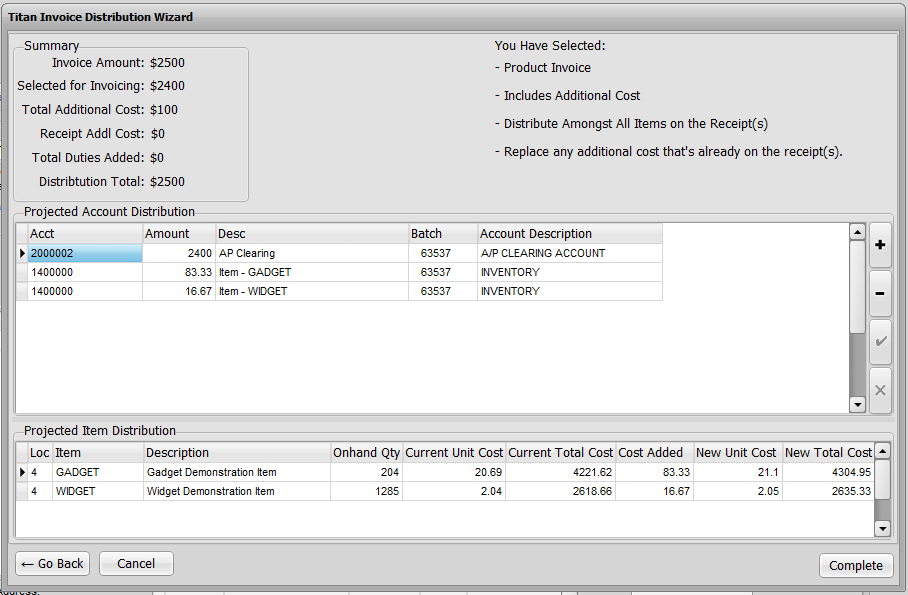 Titan Invoice Distribution Wizard
Summary
Invoice Amount: $2500
Selected for Invoicing: $2400
Total Additional Cost: $100
Receipt Addl Cost: $0
Total Duties Added: $0
Distribtution Total: $2500
You Have Selected:
- Product Invoice
- Includes Additional Cost
- Distribute Amongst All Items on the Receipt(s)
- Replace any additional cost that's already on the receipt(s).
Projected Account Distribution
Acct Amount Desc Batch Account Description
2000002 2400 AP Clearing 63537 A/P CLEARING ACCOUNT
1400000 83.33 Item - GADGET 63537 INVENTORY
1400000 16.67 Item - WIDGET 63537 INVENTORY
Projected Item Distribution
Loc Item Description Onhand Qty Current Unit Cost Current Total Cost Cost Added New Unit Cost New Total Cost
4 GADGET Gadget Demonstration Item 204 20.69 4221.62 83.33 21.1 4304.95
4 WIDGET Widget Demonstration Item 1285 2.04 2618.66 16.67 2.05 2635.33
← Go Back Cancel Complete